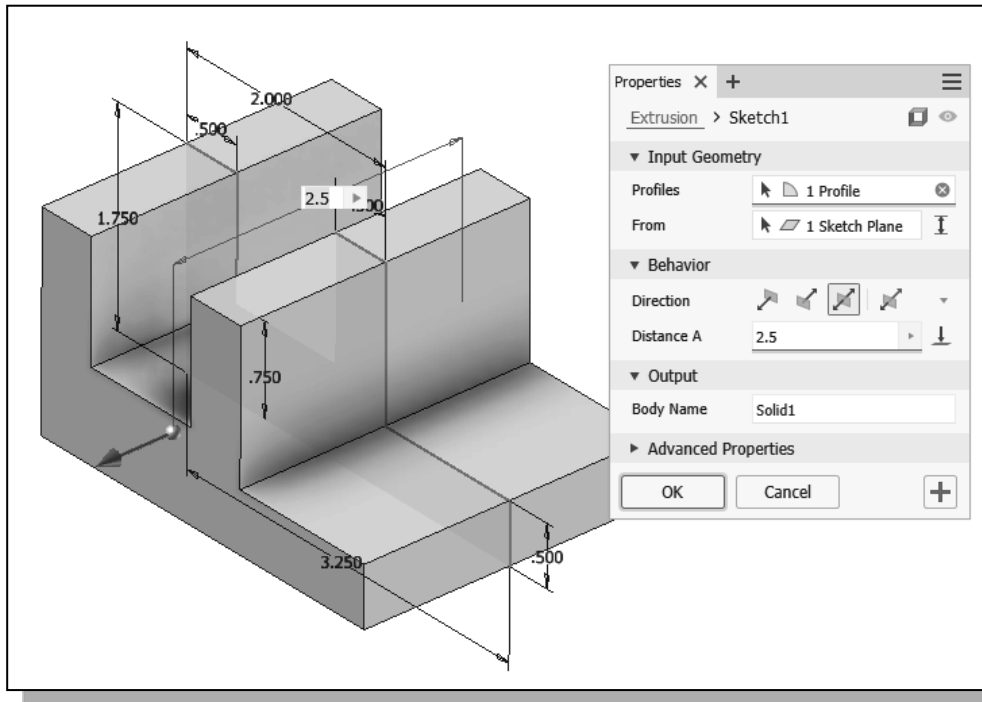 2.000
.500
2.5
1.750
.750
3.250
.500
Properties
Extrusion > Sketch1
Input Geometry
Profiles 1 Profile
From 1 Sketch Plane
Behavior
Direction
Distance A 2.5
Output
Body Name Solid1
Advanced Properties
OK Cancel